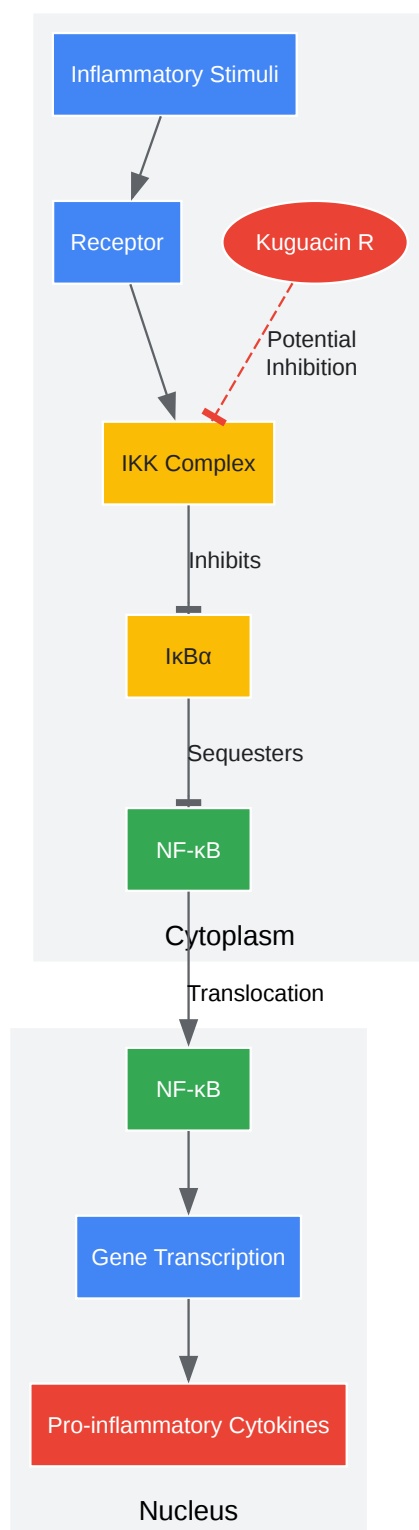 Inflammatory Stimuli
Receptor
Kuguacin R
Potential
Inhibition
IKK Complex
Inhibits
IκBα
Sequesters
NF-κB
Cytoplasm
Translocation
NF-κB
Gene Transcription
Pro-inflammatory Cytokines
Nucleus